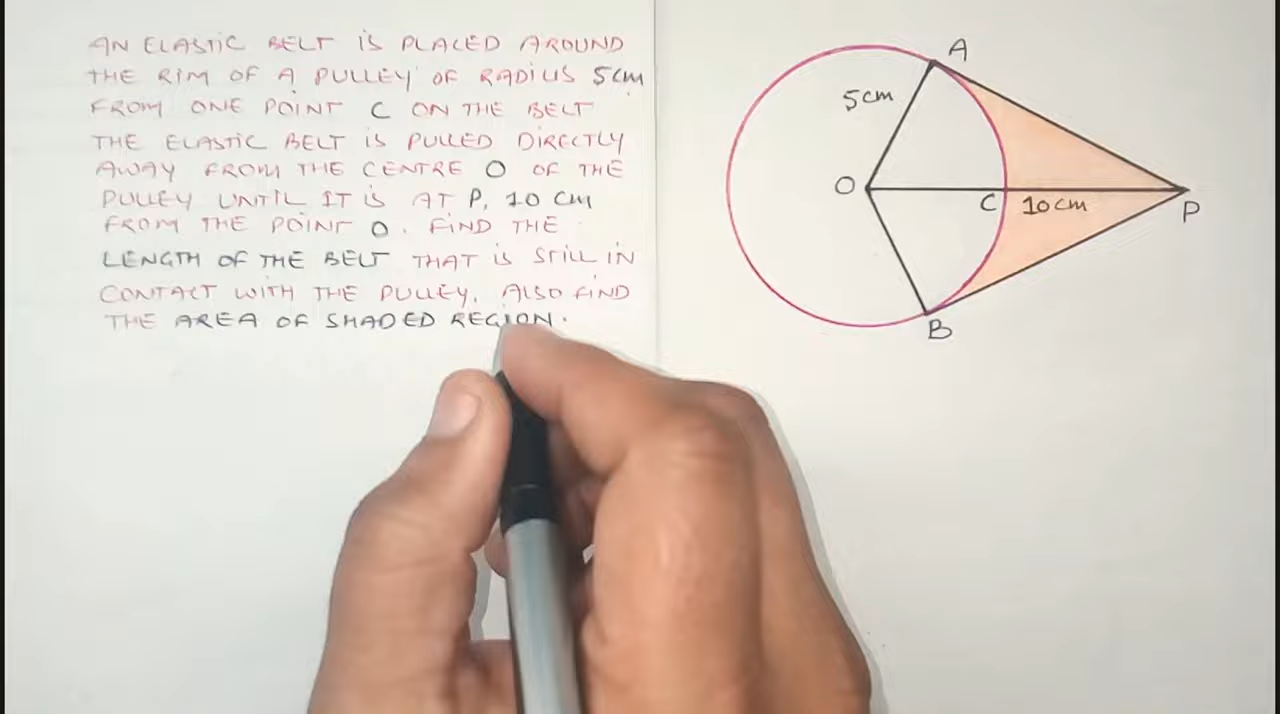 AN ELASTIC BELT IS PLACED AROUND
THE RIM OF A PULLEY OF RADIUS 5CM
FROM ONE POINT C ON THE BELT
THE ELASTIC BELT IS PULLED DIRECTLY
AWAY FROM THE CENTRE O OF THE
PULLEY UNTIL IT IS AT P, 10 CM
FROM THE POINT O. FIND THE
LENGTH OF THE BELT THAT IS STILL IN
CONTACT WITH THE PULLEY. ALSO FIND
THE AREA OF SHADED REGION.
A
5cm
O
C
10cm
P
B